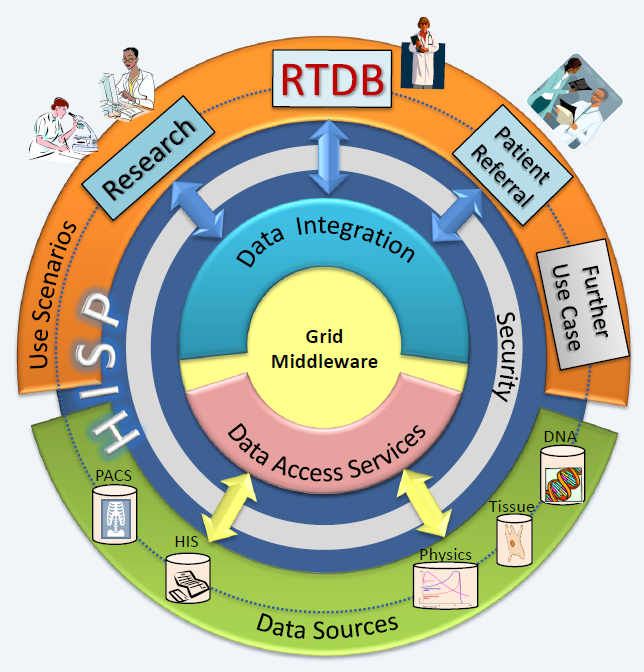 RTDB
Research
Patient
Referral
Use Scenarios
Further
Use Case
Data Integration
HISP
Security
Grid
Middleware
Data Access Services
PACS
HIS
DNA
Tissue
Physics
Data Sources